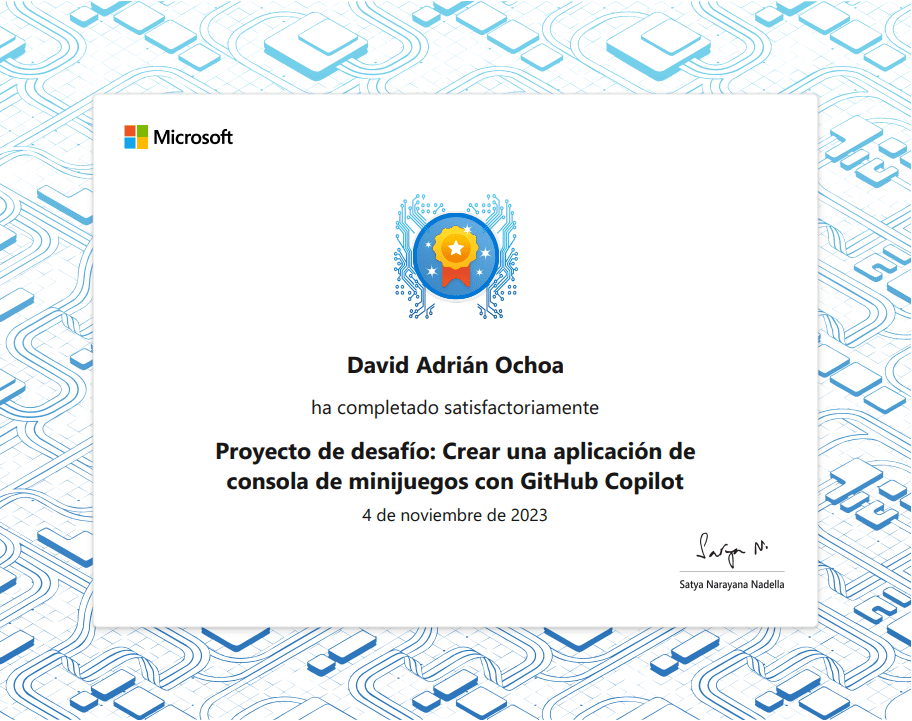 Microsoft
David Adrián Ochoa
ha completado satisfactoriamente
Proyecto de desafío: Crear una aplicación de
consola de minijuegos con GitHub Copilot
4 de noviembre de 2023
Satya N.
Satya Narayana Nadella